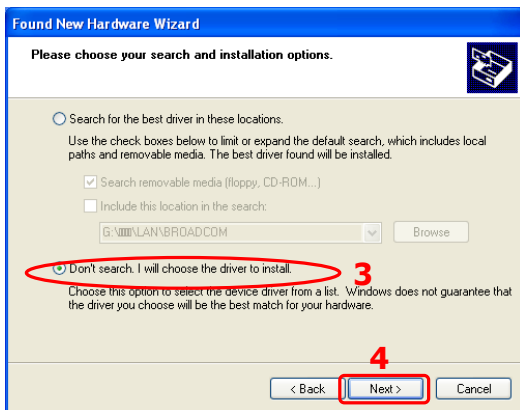 Found New Hardware Wizard
Please choose your search and installation options.
Search for the best driver in these locations.
Use the check boxes below to limit or expand the default search, which includes local
paths and removable media. The best driver found will be installed.
Search removable media (floppy, CD-ROM...)
Include this location in the search:
\LAN\BROADCOM
Browse
Don't search. I will choose the driver to install.
3
Choose this option to select the device driver from a list. Windows does not guarantee that
the driver you choose will be the best match for your hardware.
4
< Back
Next >
Cancel